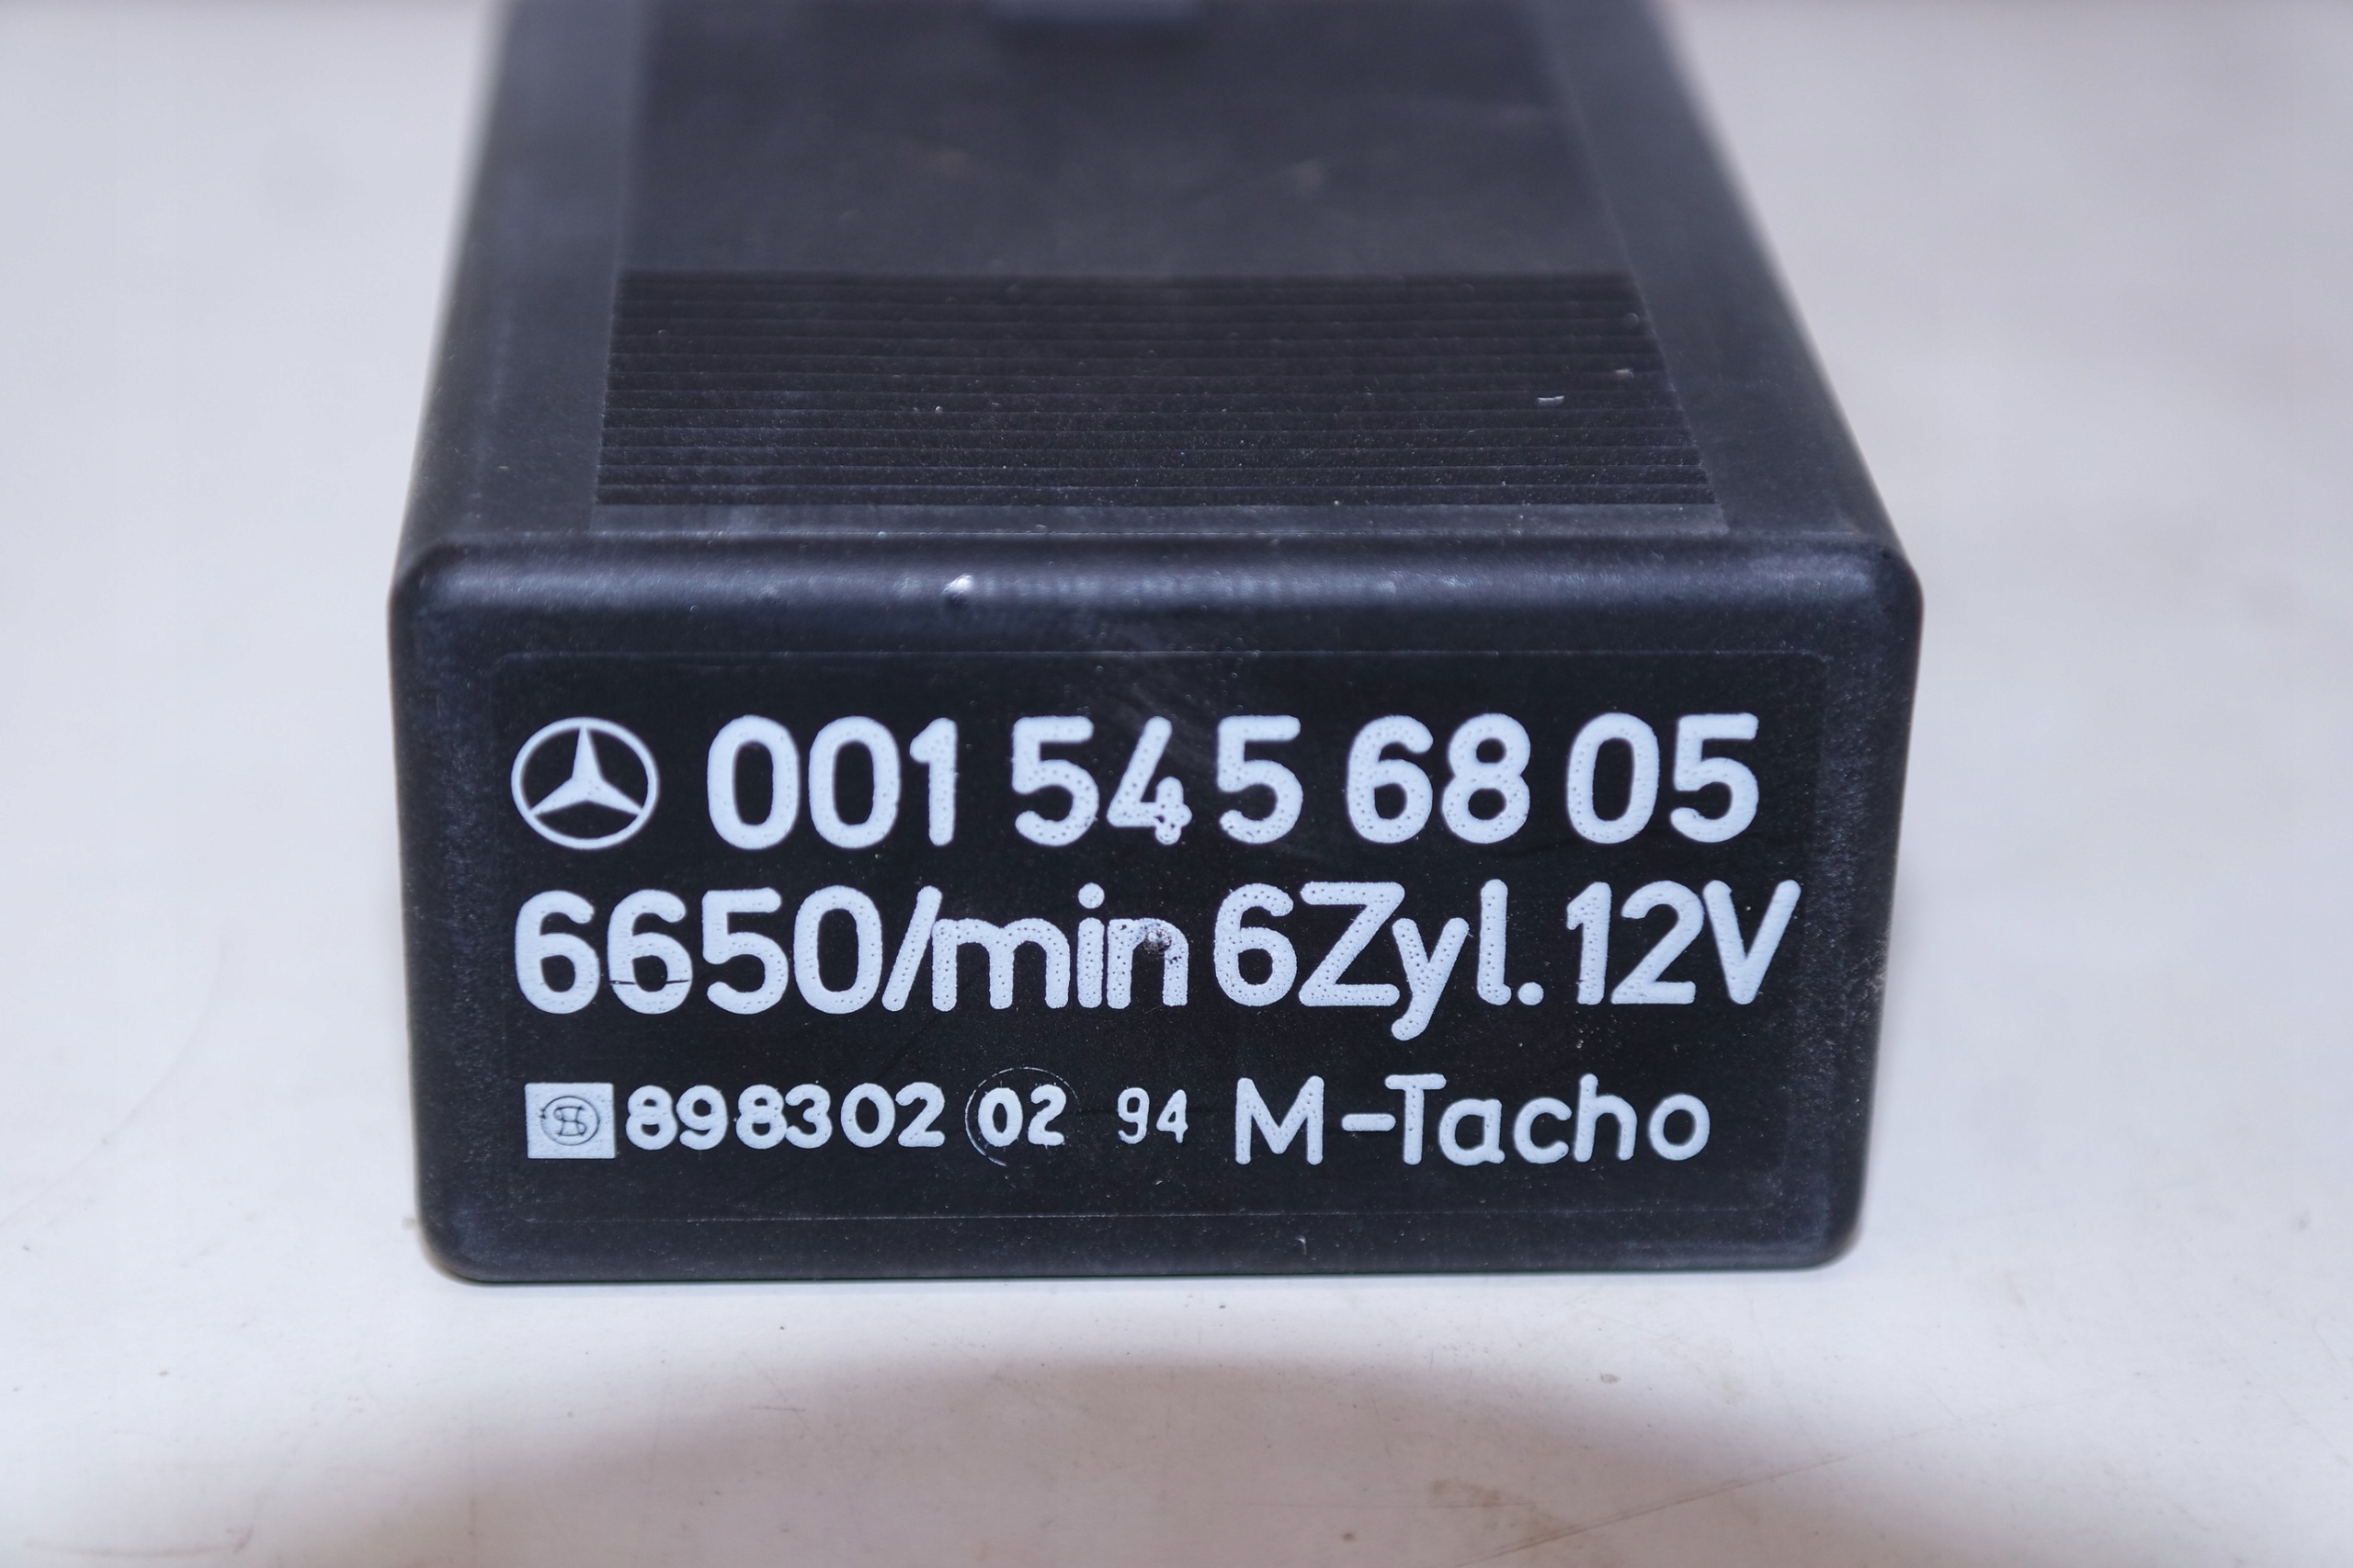 001 545 68 05
6650/min 6Zyl. 12V
898302 02 94 M-Tacho